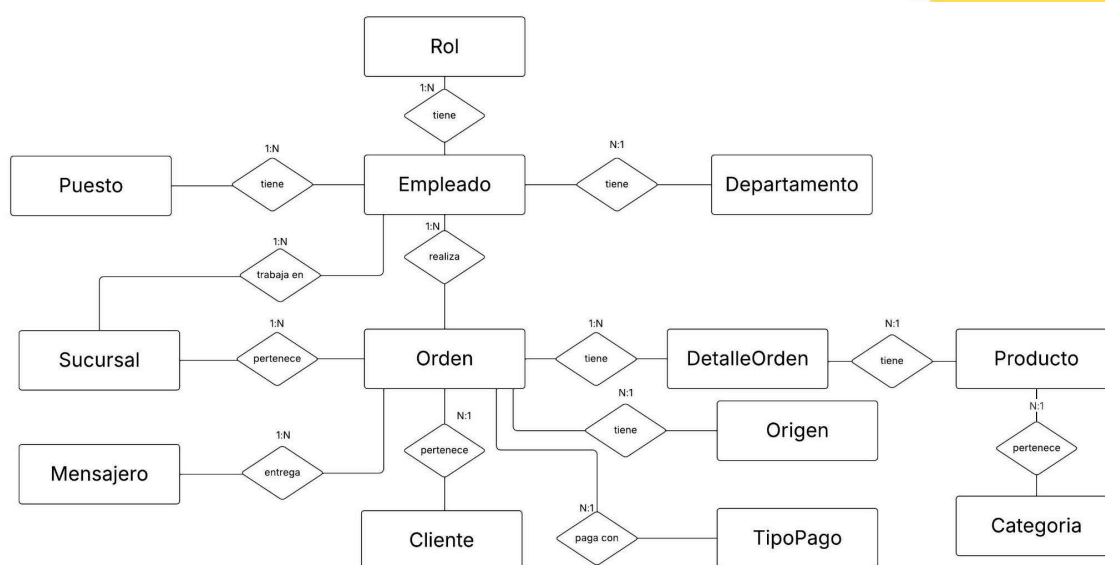 Rol
1:N
tiene
1:N
N:1
Puesto
tiene
Empleado
tiene
Departamento
1:N
1:N
trabaja en
realiza
1:N
1:N
N:1
Sucursal
pertenece
Orden
tiene
DetalleOrden
tiene
Producto
N:1
N:1
N:1
tiene
Origen
1:N
pertenece
pertenece
Mensajero
entrega
N:1
Cliente
paga con
TipoPago
Categoria